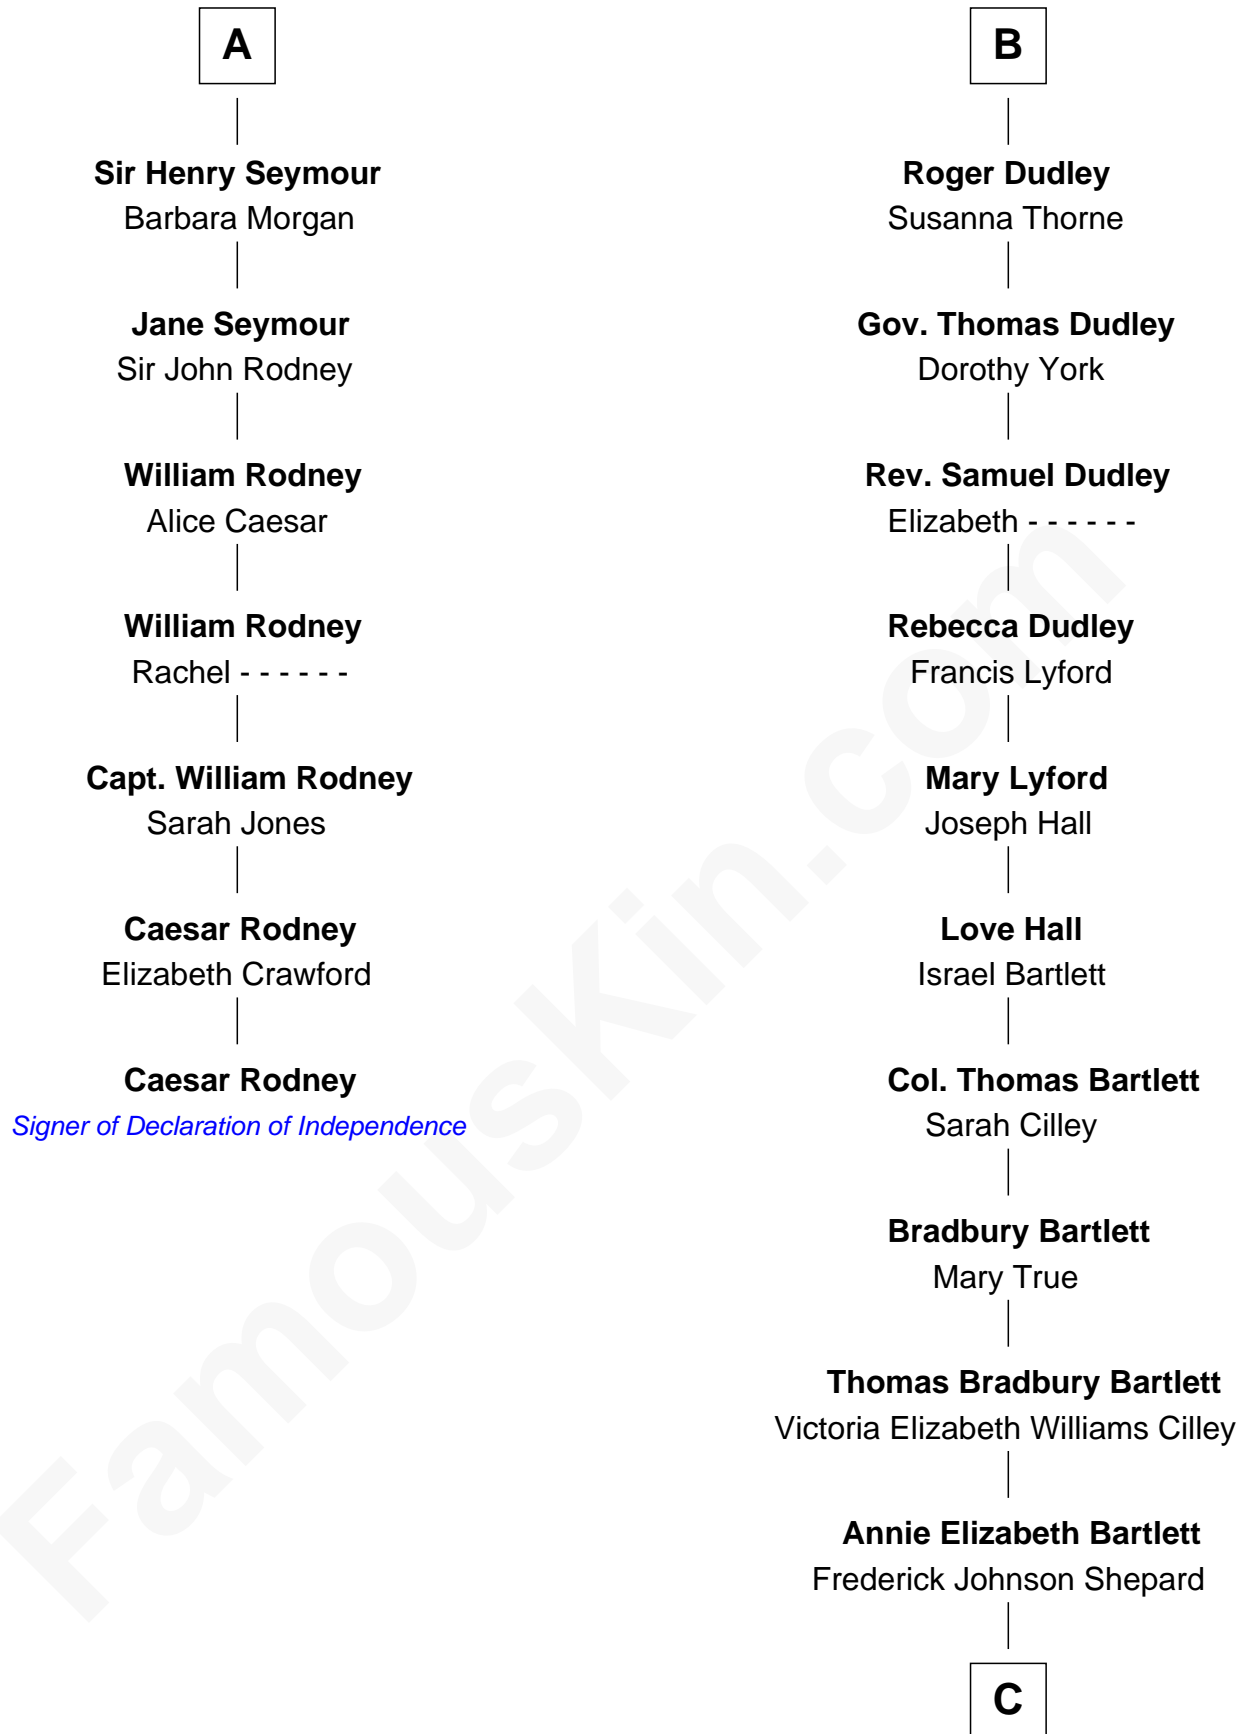 A
Sir Henry Seymour
Barbara Morgan
Jane Seymour
Sir John Rodney
William Rodney
Alice Caesar
William Rodney
Rachel - - - - - -
Capt. William Rodney
Sarah Jones
Caesar Rodney
Elizabeth Crawford
Caesar Rodney
Signer of Declaration of Independence
B
Roger Dudley
Susanna Thorne
Gov. Thomas Dudley
Dorothy York
Rev. Samuel Dudley
Elizabeth - - - - - -
Rebecca Dudley
Francis Lyford
Mary Lyford
Joseph Hall
Love Hall
Israel Bartlett
Col. Thomas Bartlett
Sarah Cilley
Bradbury Bartlett
Mary True
Thomas Bradbury Bartlett
Victoria Elizabeth Williams Cilley
Annie Elizabeth Bartlett
Frederick Johnson Shepard
C
FamousKin.com